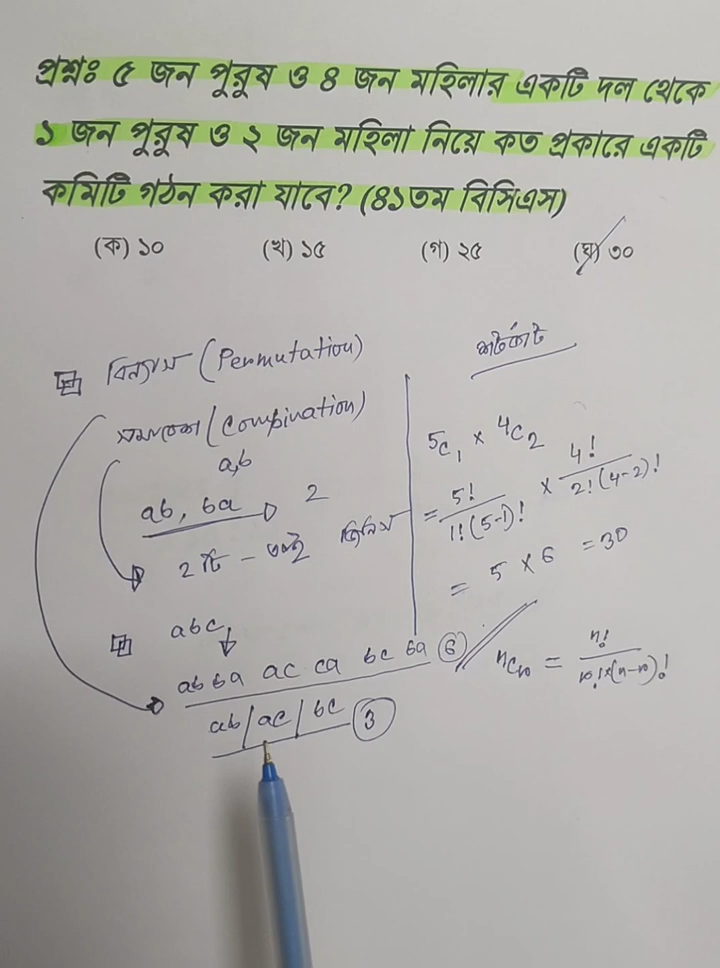 প্রশ্নঃ ৫ জন পুরুষ ও ৪ জন মহিলার একটি দল থেকে
১ জন পুরুষ ও ২ জন মহিলা নিয়ে কত প্রকারে একটি
কমিটি গঠন করা যাবে? (৪১তম বিসিএস)
(ক) ১০ (খ) ১৫ (গ) ২৫ (ঘ) ৩০
বিন্যাস (Permutation)
সমাবেশ (Combination)
a,b
ab, ba 2
2 টি - একই জিনিস
abc
ab ba ac ca bc ba 6
ab/ac/bc 3
শর্টকাট
5c1 × 4c2
= 5!/1!(5-1)! × 4!/2!(4-2)!
= 5 × 6 = 30
ncr = n!/r!×(n-r)!